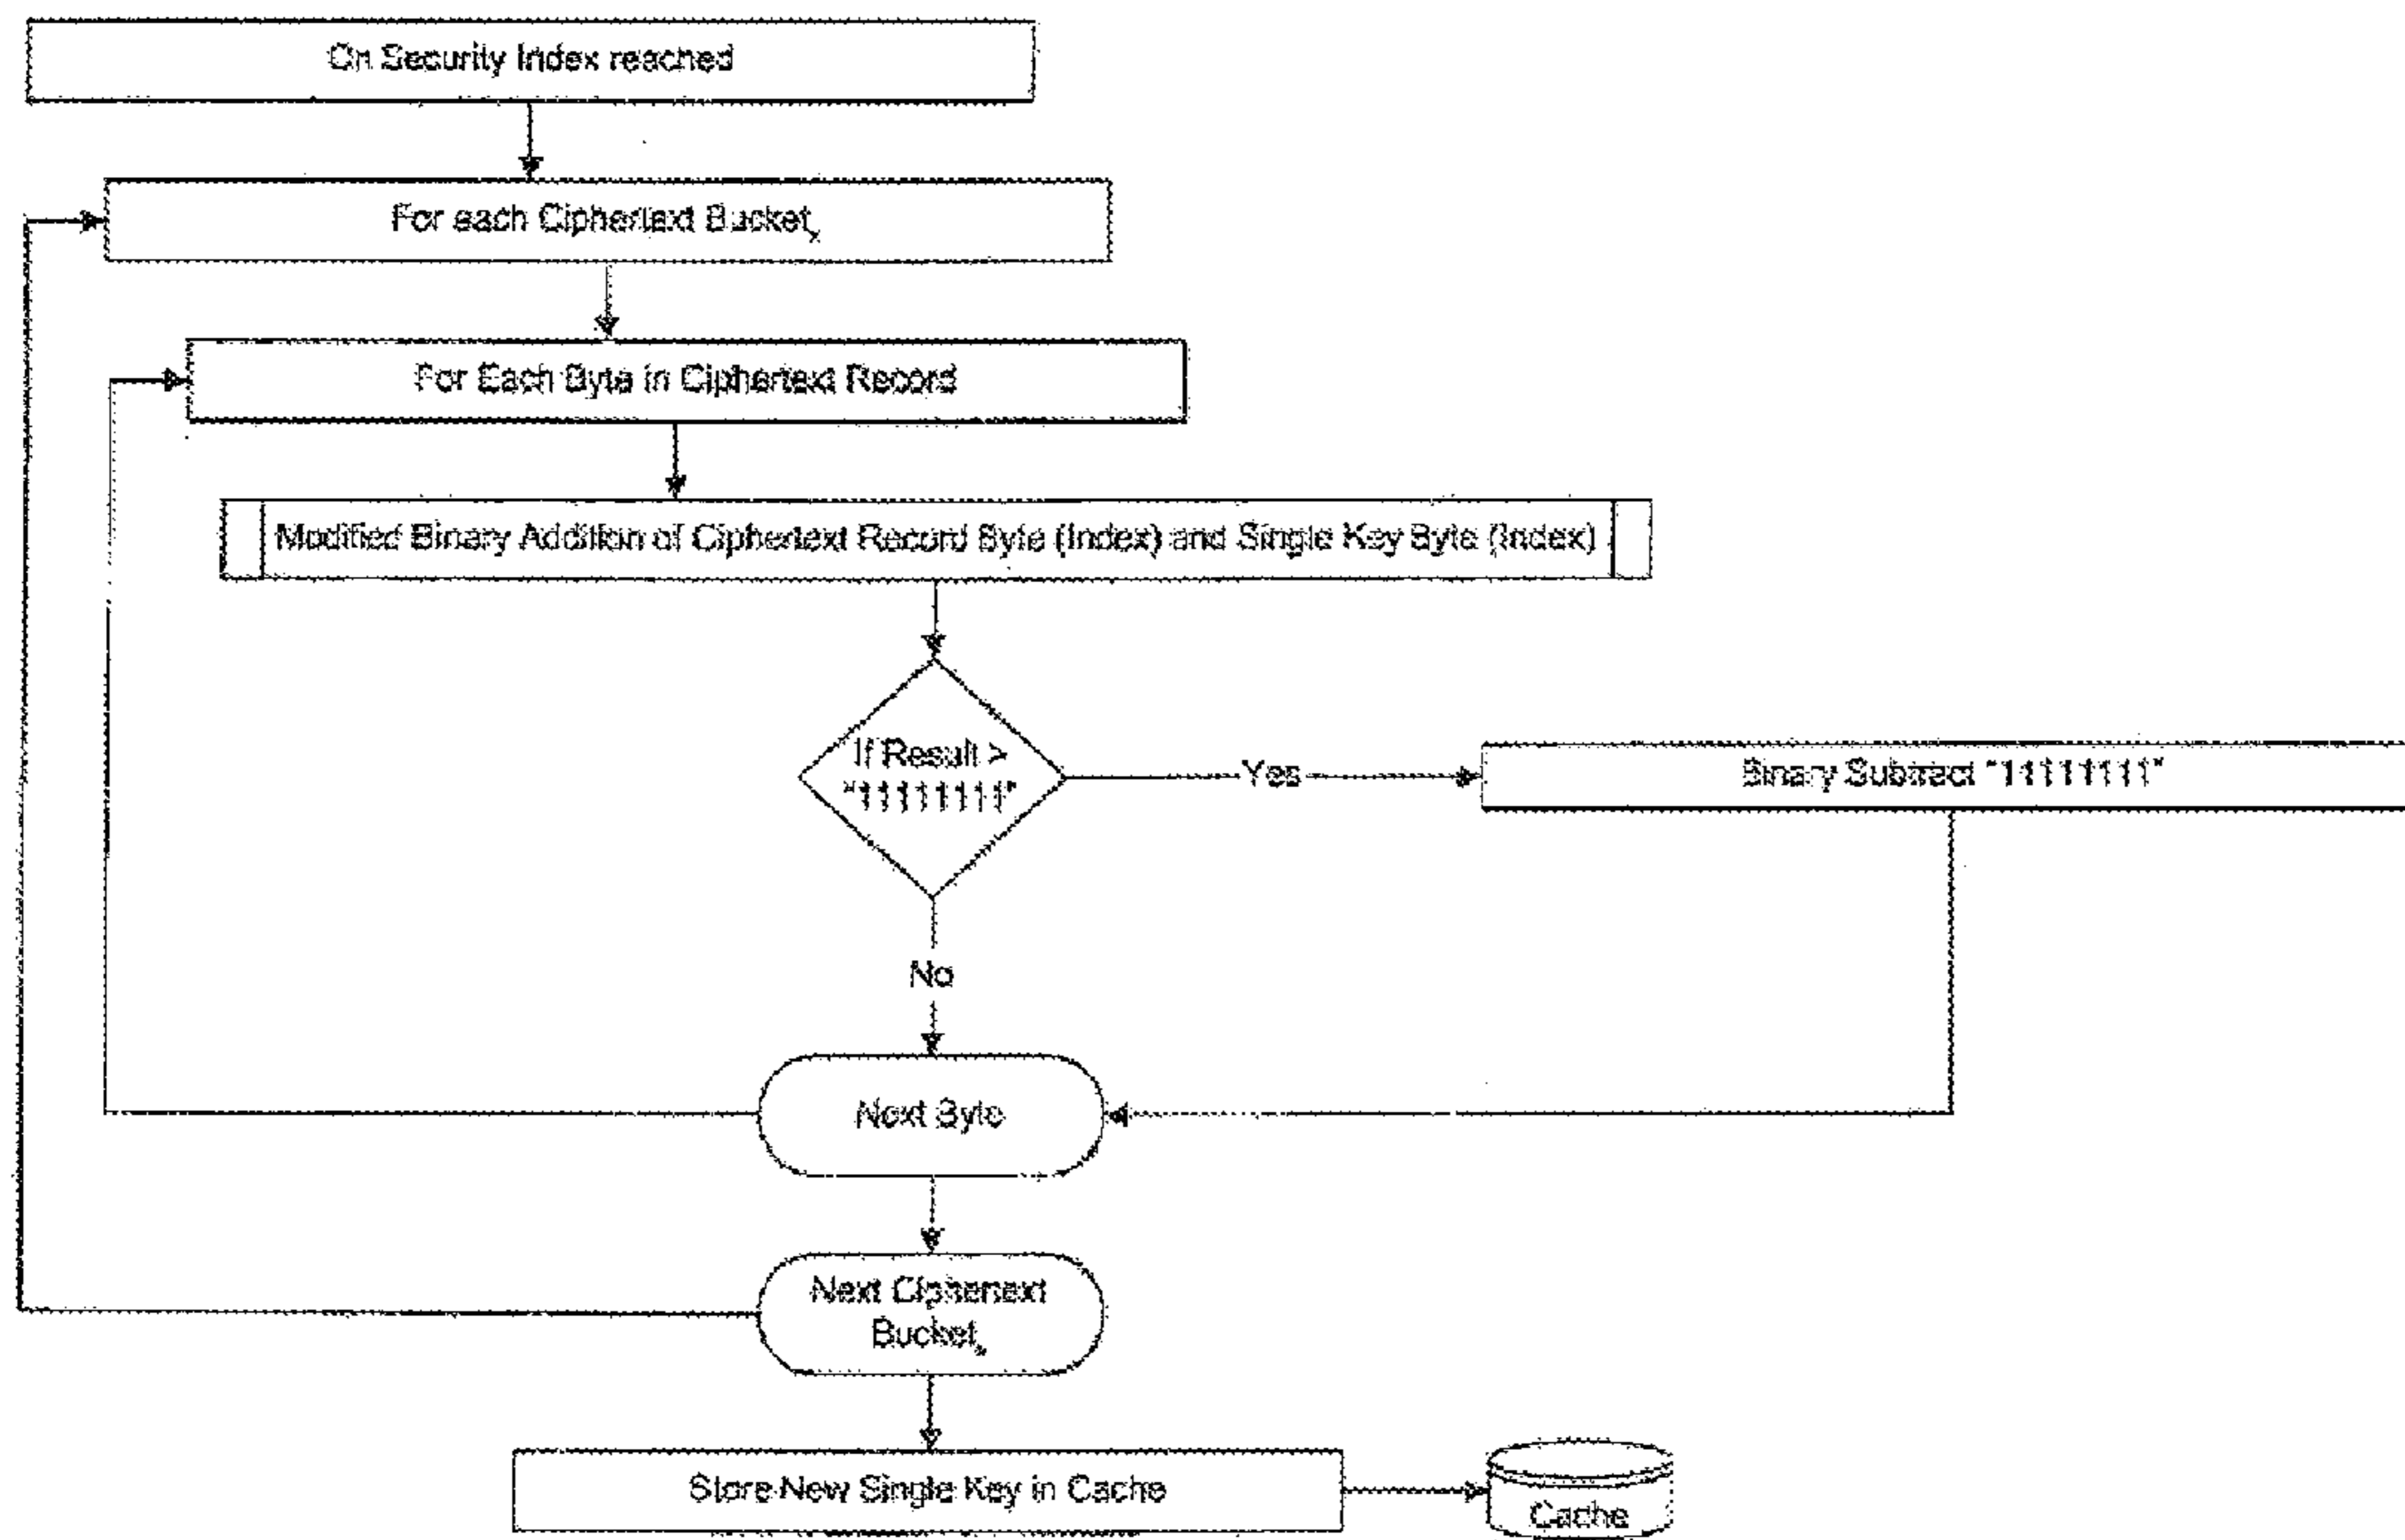 On Security Index reached
For each Ciphertext Bucketx
For Each Byte in Ciphertext Record
Modified Binary Addition of Ciphertext Record Byte (Index) and Single Key Byte (Index)
If Result >
"11111111"
Yes
Binary Subtract "11111111"
No
Next Byte
Next Ciphertext
Bucketx
Store New Single Key in Cache
Cache